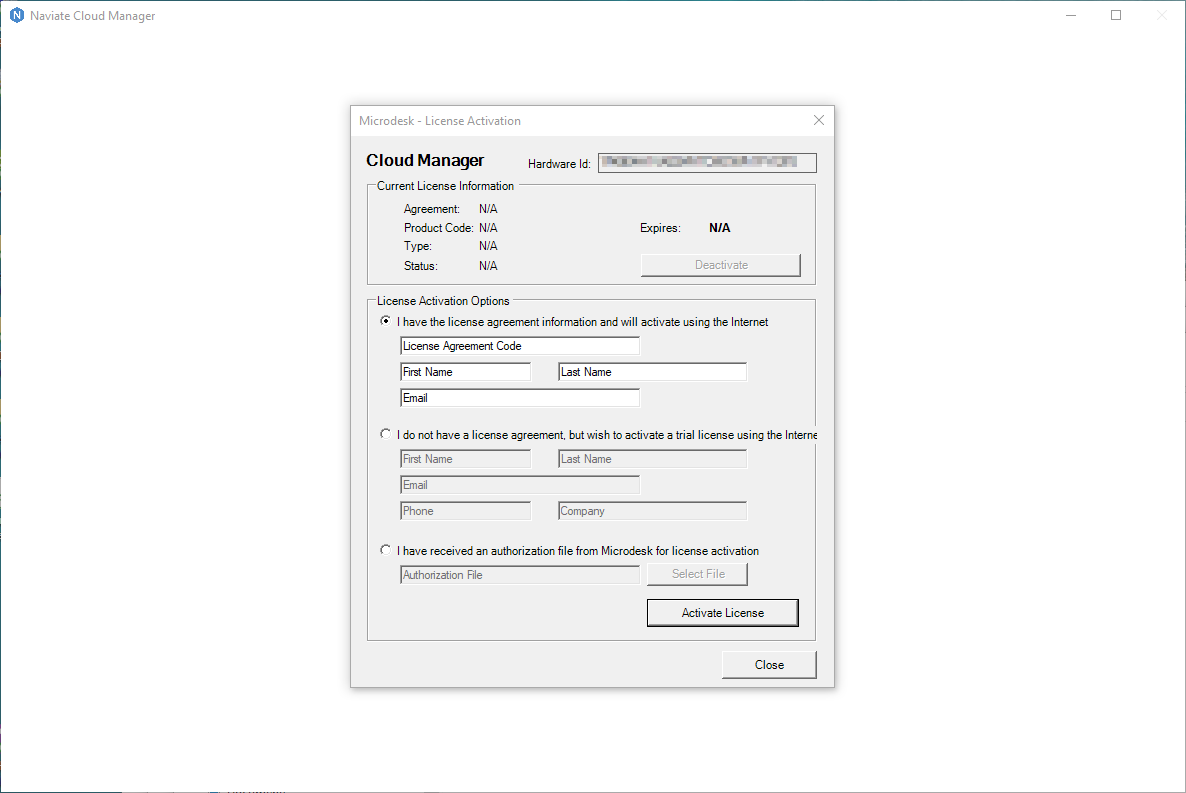 N Naviate Cloud Manager
Microdesk - License Activation
Cloud Manager
Hardware Id:
Current License Information
Agreement: N/A
Product Code: N/A
Expires: N/A
Type: N/A
Status: N/A
Deactivate
License Activation Options
I have the license agreement information and will activate using the Internet
License Agreement Code
First Name Last Name
Email
I do not have a license agreement, but wish to activate a trial license using the Interne
First Name Last Name
Email
Phone Company
I have received an authorization file from Microdesk for license activation
Authorization File Select File
Activate License
Close